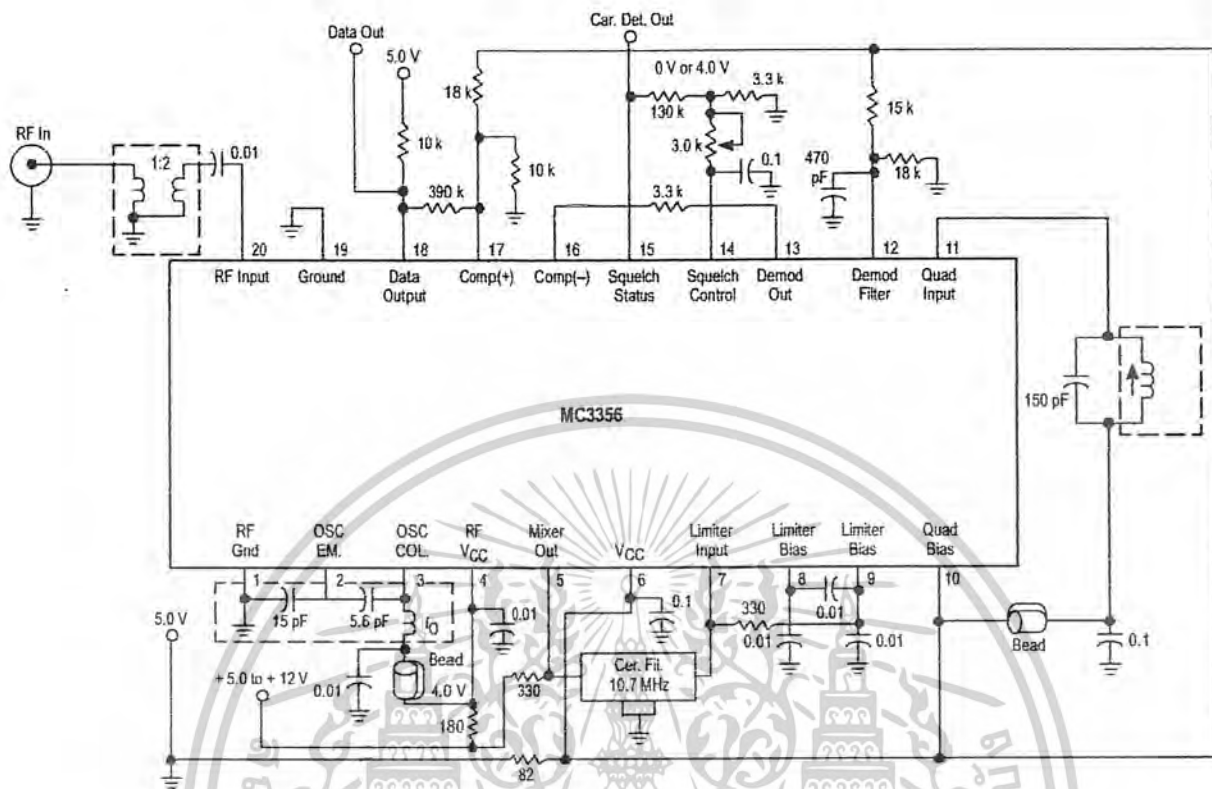 Car. Det. Out
Data Out
5.0 V
0 V or 4.0 V
18 k
130 k
3.3 k
15 k
RF In
1:2
0.01
10 k
3.0 k
10 k
0.1
470
pF
18 k
390 k
3.3 k
20 19 18 17 16 15 14 13 12 11
RF Input
Ground
Data
Output
Comp(+)
Comp(–)
Squelch
Status
Squelch
Control
Demod
Out
Demod
Filter
Quad
Input
150 pF
MC3356
RF
Gnd
OSC
EM.
OSC
COL.
RF
VCC
Mixer
Out
VCC
Limiter
Input
Limiter
Bias
Limiter
Bias
Quad
Bias
1 2 3 4 5 6 7 8 9 10
15 pF
5.6 pF
0.01
0.1
330
0.01
0.01
0.01
5.0 V
Bead
Bead
0.1
+ 5.0 to + 12 V
0.01
4.0 V
330
Cer. Fil.
10.7 MHz
180
82